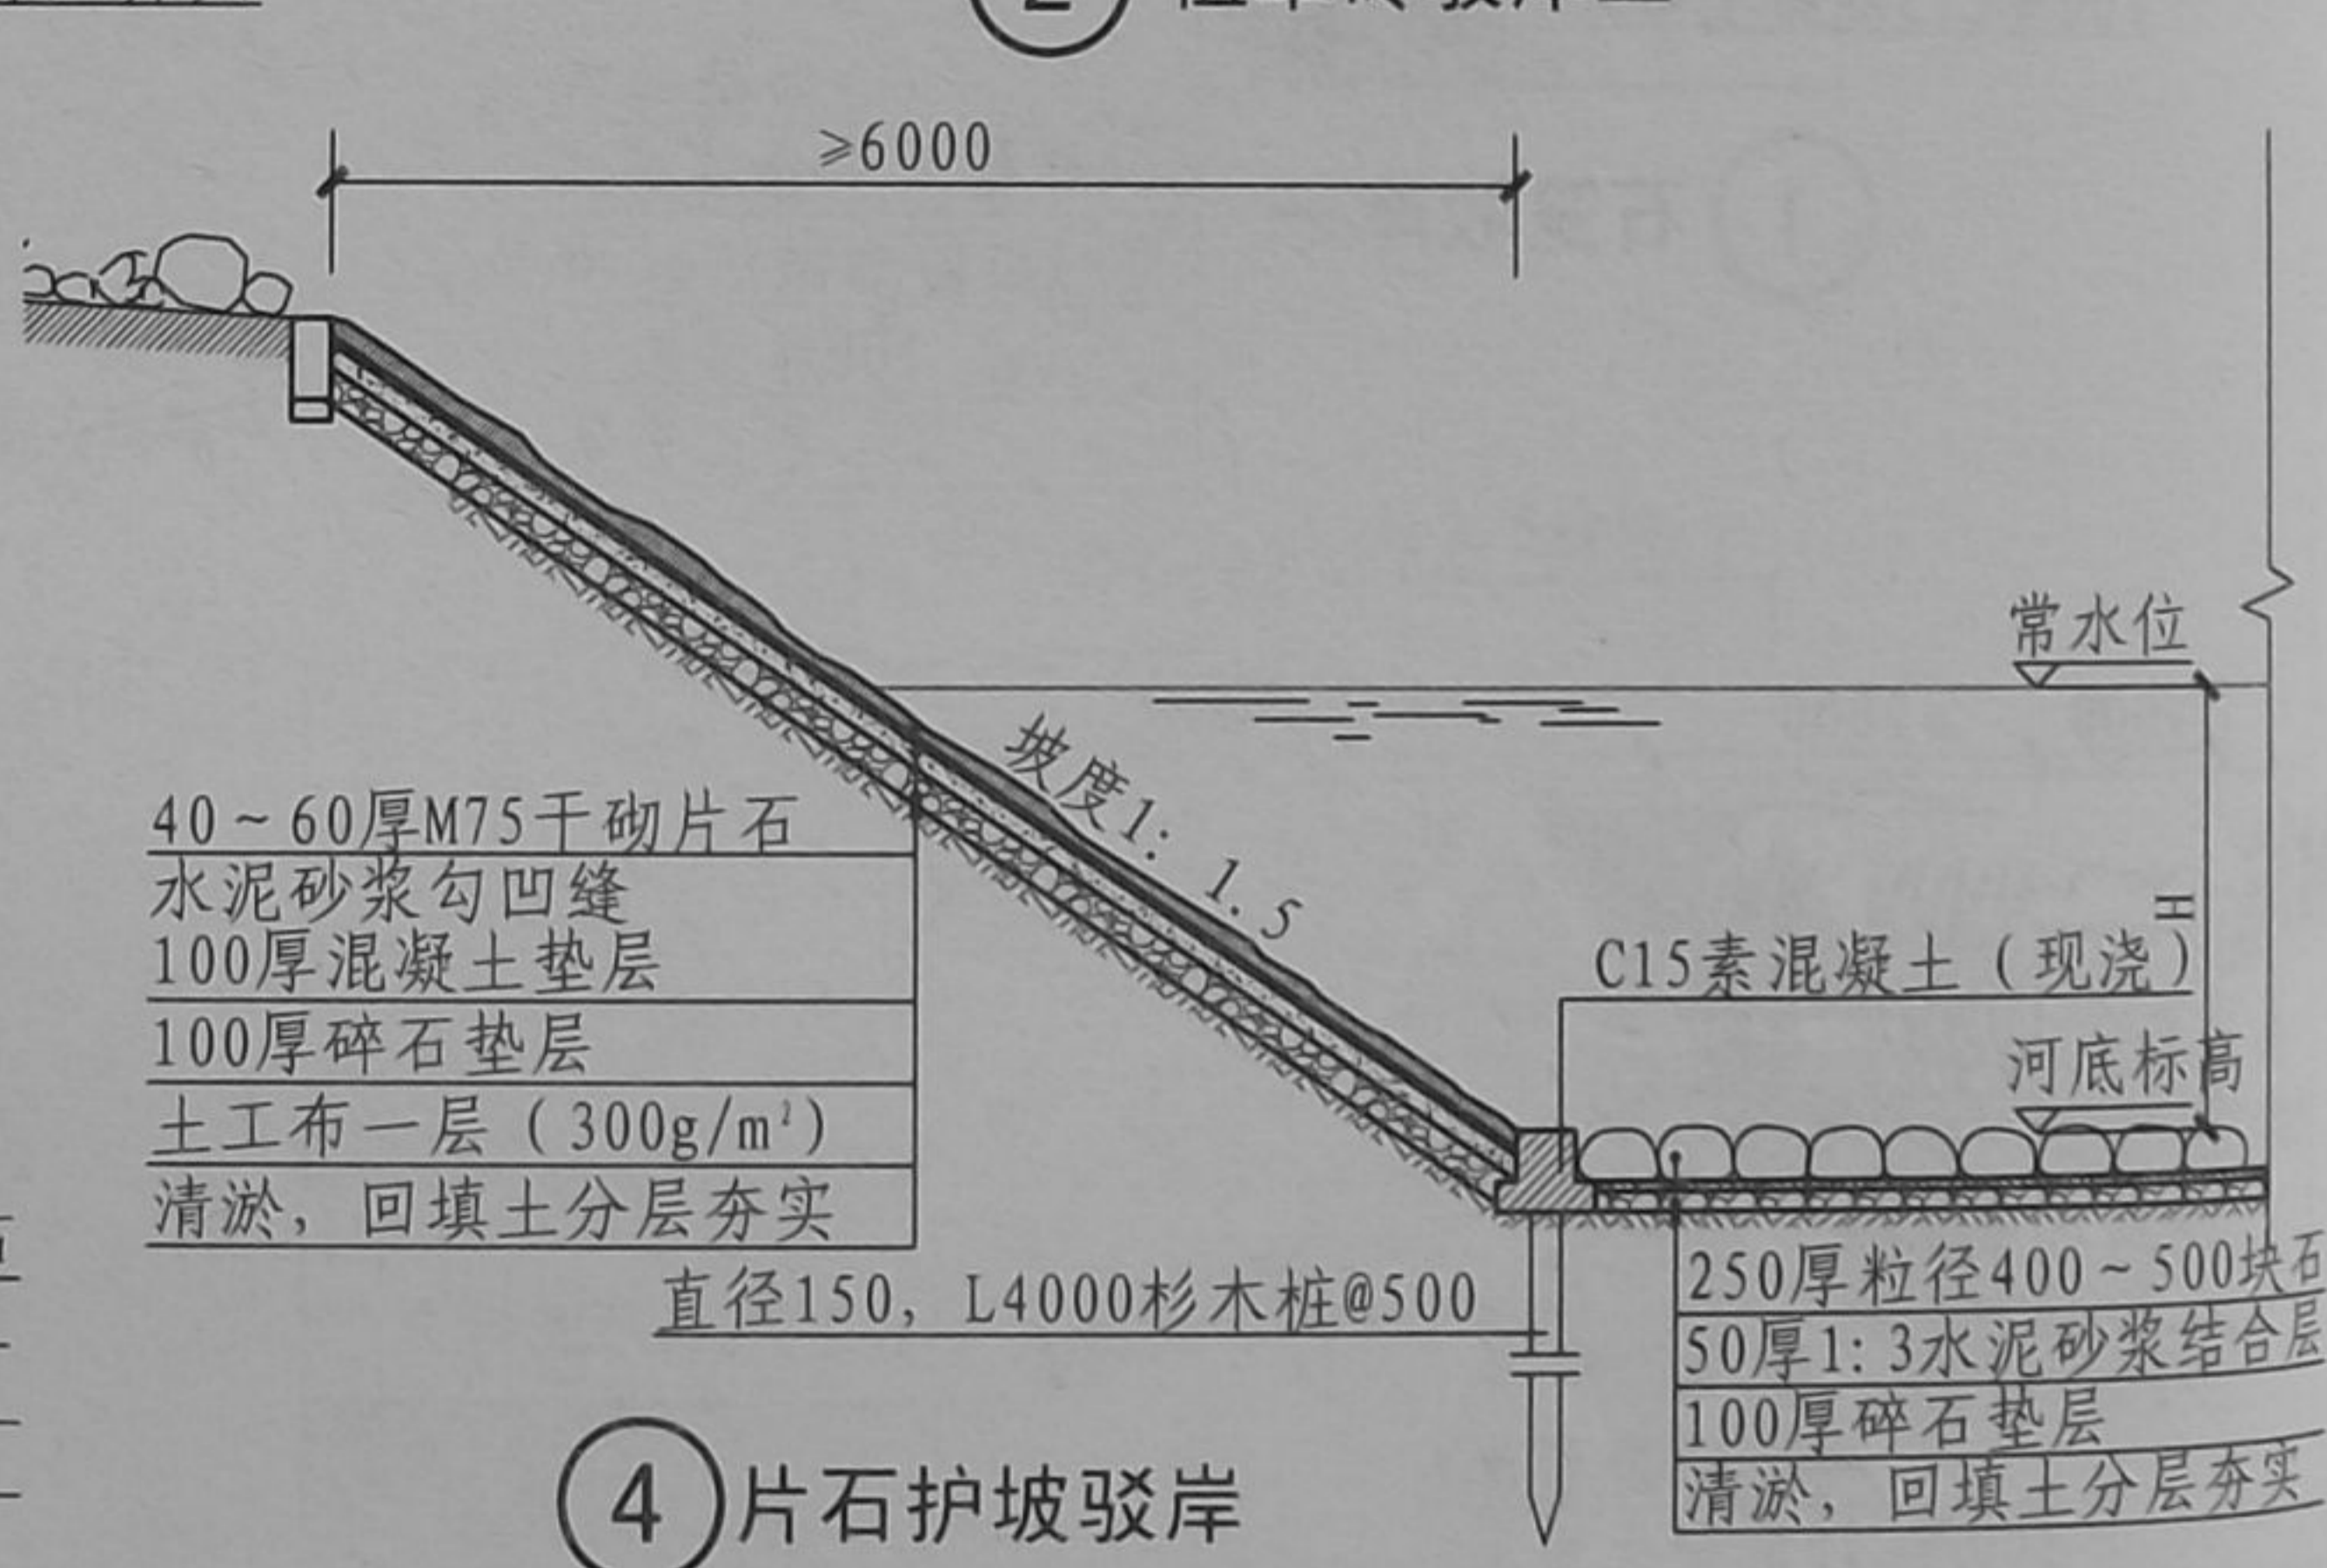 2
≥6000
常水位
坡度1:1.5
40~60厚M75干砌片石
水泥砂浆勾凹缝
100厚混凝土垫层
100厚碎石垫层
土工布一层(300g/m²)
清淤,回填土分层夯实
H
C15素混凝土(现浇)
河底标高
直径150,L4000杉木桩@500
250厚粒径400~500块石
50厚1:3水泥砂浆结合层
100厚碎石垫层
清淤,回填土分层夯实
4 片石护坡驳岸